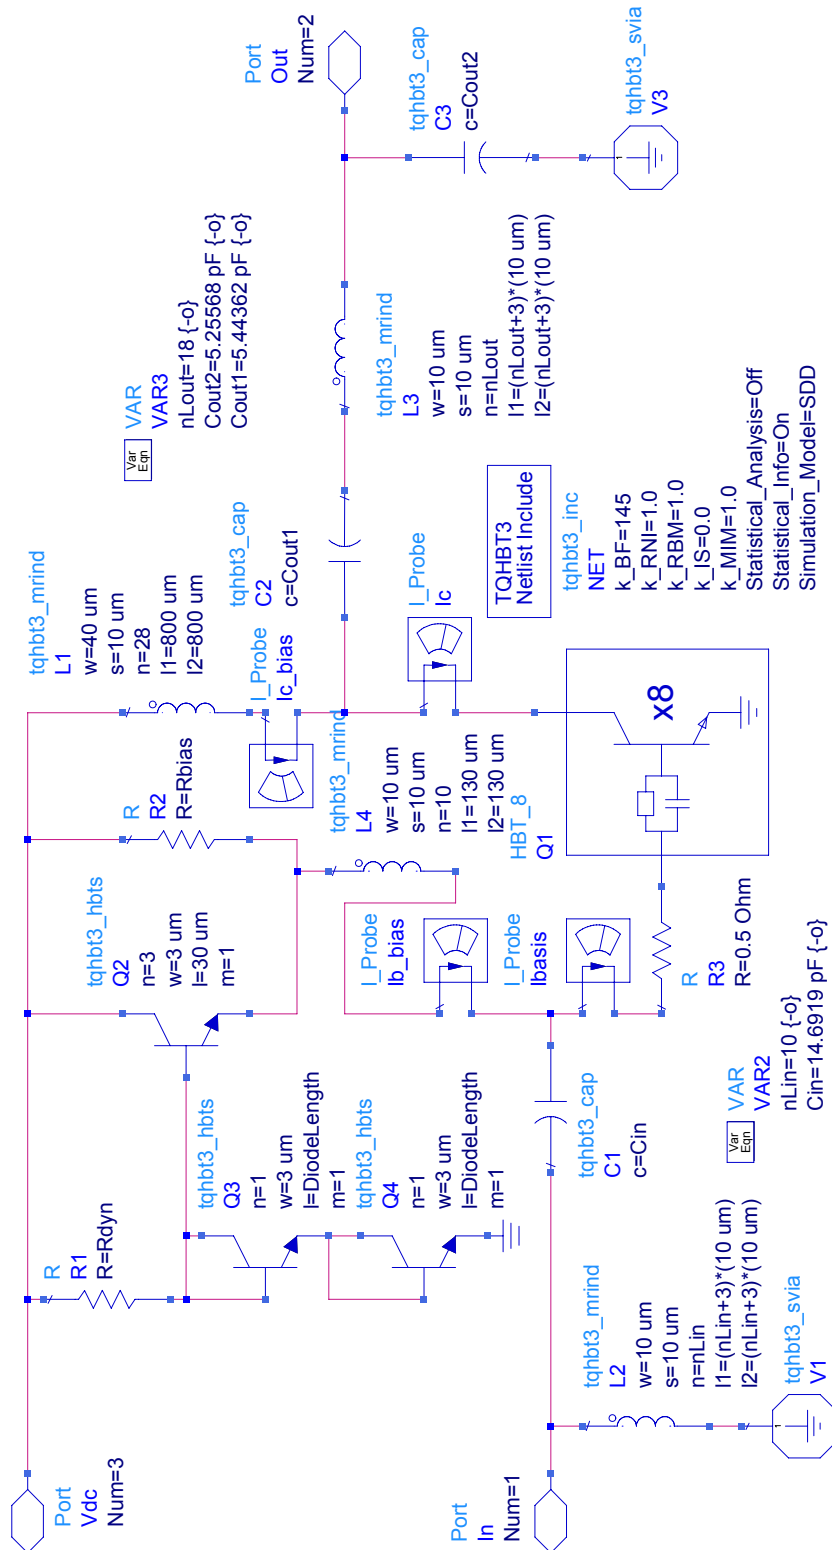 Port
Vdc
Num=3
R
R1
R=Rdyn
tqhbt3_hbts
Q2
n=3
w=3 um
l=30 um
m=1
R
R2
R=Rbias
tqhbt3_mrind
L1
w=40 um
s=10 um
n=28
l1=800 um
l2=800 um
Var
Eqn
VAR
VAR3
nLout=18 {-o}
Cout2=5.25568 pF {-o}
Cout1=5.44362 pF {-o}
Port
Out
Num=2
tqhbt3_hbts
Q3
n=1
w=3 um
l=DiodeLength
m=1
tqhbt3_hbts
Q4
n=1
w=3 um
l=DiodeLength
m=1
I_Probe
Ic_bias
tqhbt3_cap
C2
c=Cout1
tqhbt3_mrind
L3
w=10 um
s=10 um
n=nLout
l1=(nLout+3)*(10 um)
l2=(nLout+3)*(10 um)
tqhbt3_cap
C3
c=Cout2
tqhbt3_svia
V3
1
tqhbt3_mrind
L4
w=10 um
s=10 um
n=10
l1=130 um
l2=130 um
I_Probe
Ic
I_Probe
Ib_bias
I_Probe
Ibasis
HBT_8
Q1
x8
TQHBT3
Netlist Include
tqhbt3_inc
NET
k_BF=145
k_RNI=1.0
k_RBM=1.0
k_IS=0.0
k_MIM=1.0
Statistical_Analysis=Off
Statistical_Info=On
Simulation_Model=SDD
Port
In
Num=1
tqhbt3_cap
C1
c=Cin
R
R3
R=0.5 Ohm
tqhbt3_mrind
L2
w=10 um
s=10 um
n=nLin
l1=(nLin+3)*(10 um)
l2=(nLin+3)*(10 um)
Var
Eqn
VAR
VAR2
nLin=10 {-o}
Cin=14.6919 pF {-o}
tqhbt3_svia
V1
1